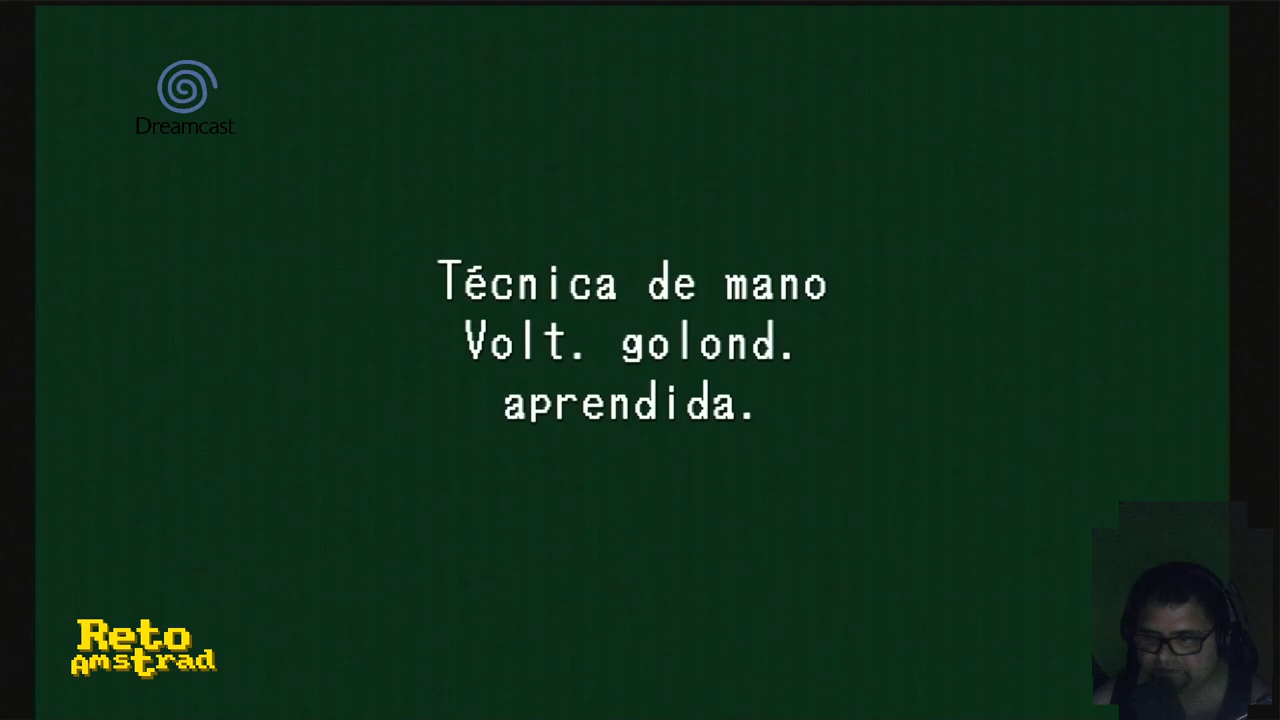 Dreamcast
Técnica de mano
Volt. golond.
aprendida.
Reto
Amstrad